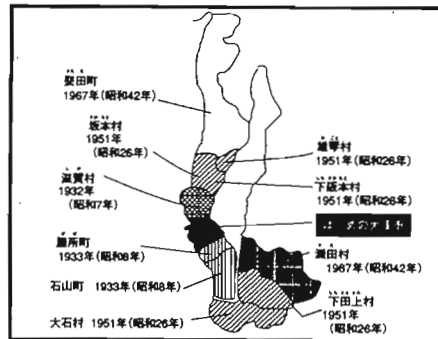 堅田町
1967年(昭和42年)
坂本村
1951年
(昭和26年)
雄琴村
1951年(昭和26年)
滋賀村
1932年
(昭和7年)
下阪本村
1951年(昭和26年)
膳所町
1933年(昭和8年)
瀬田町
1967年(昭和42年)
石山町 1933年(昭和8年)
下田上村
1951年
(昭和26年)
大石村 1951年(昭和26年)